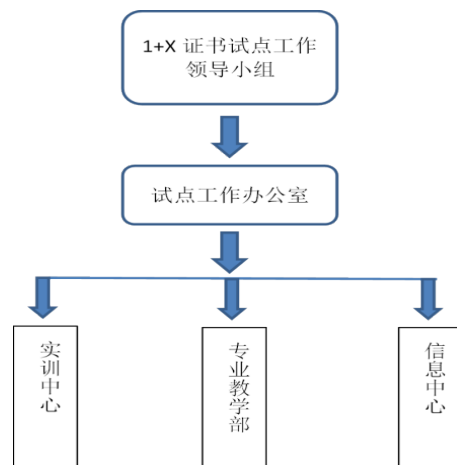 1+X 证书试点工作
领导小组
试点工作办公室
实训中心
专业教学部
信息中心